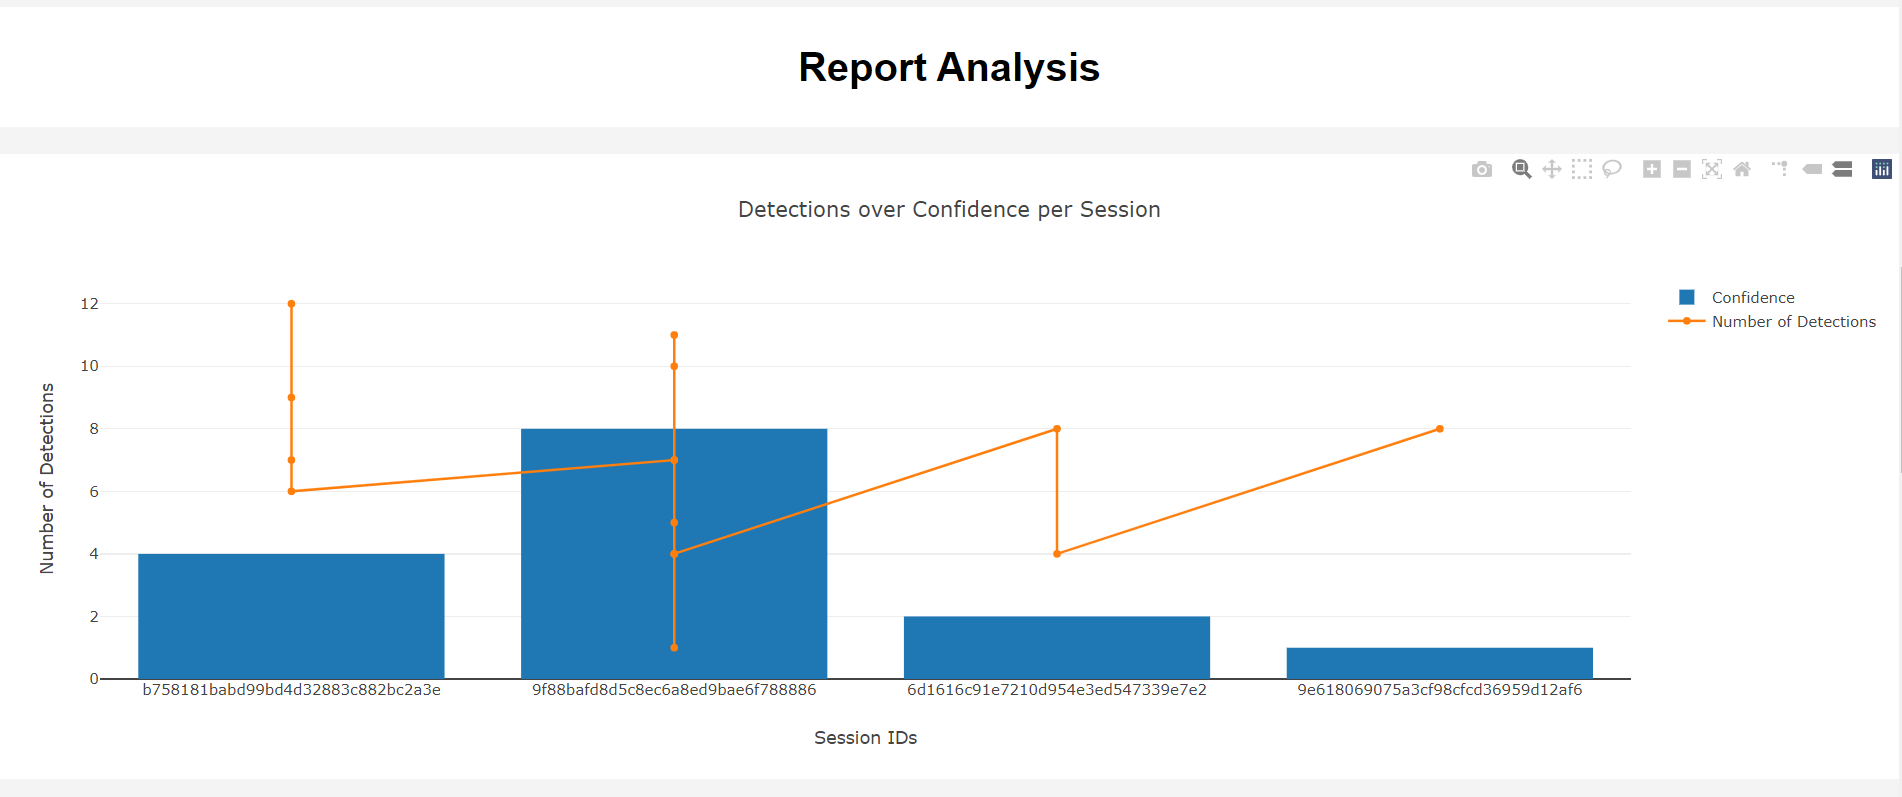 Report Analysis
Detections over Confidence per Session
Confidence
Number of Detections
Number of Detections
12
10
8
6
4
2
0
b758181babd99bd4d32883c882bc2a3e
9f88bafd8d5c8ec6a8ed9bae6f788886
6d1616c91e7210d954e3ed547339e7e2
9e618069075a3cf98cfcd36959d12af6
Session IDs